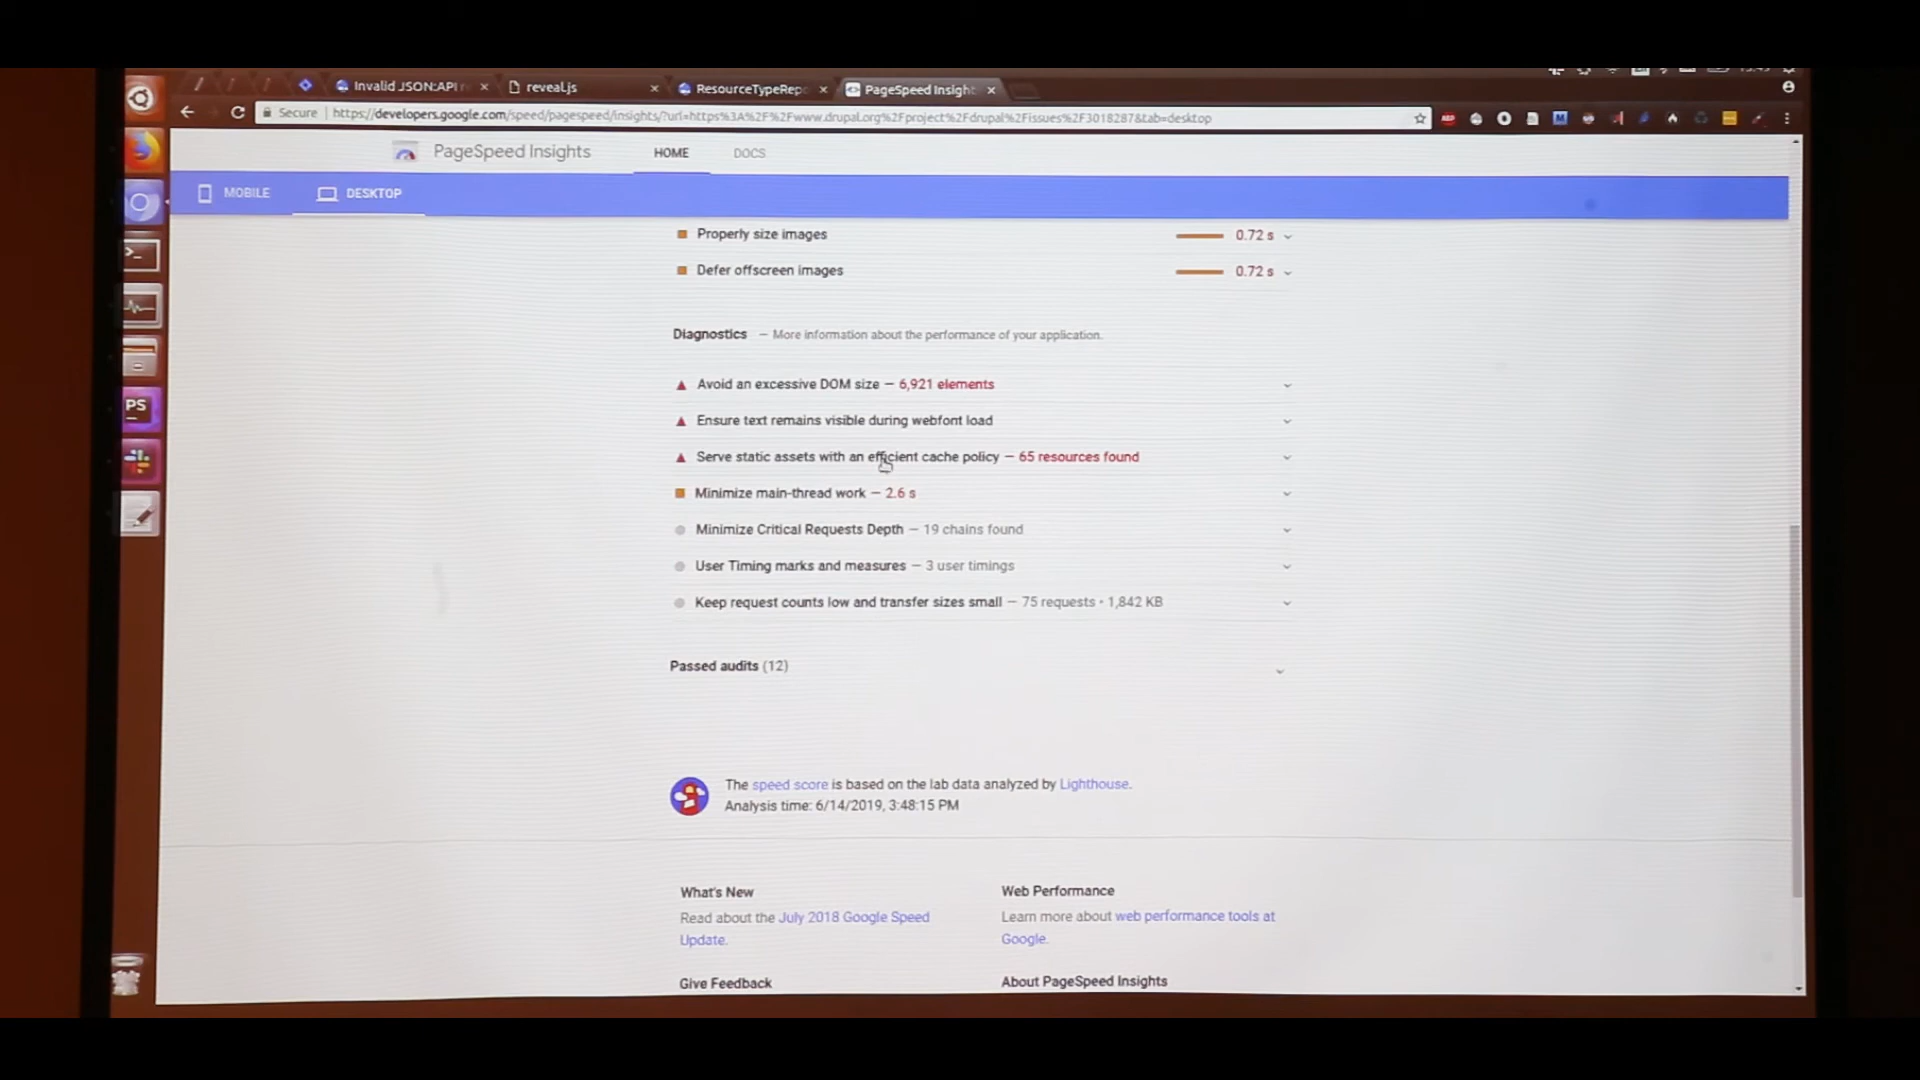 Invalid JSON:API
reveal.js
ResourceTypeRepo
PageSpeed Insight
Secure | https://developers.google.com/speed/pagespeed/insights/?url=https%3A%2F%2Fwww.drupal.org%2Fproject%2Fdrupal%2Fissues%2F3018287&tab=desktop
PageSpeed Insights HOME DOCS
MOBILE DESKTOP
Properly size images 0.72 s
Defer offscreen images 0.72 s
Diagnostics — More information about the performance of your application.
Avoid an excessive DOM size — 6,921 elements
Ensure text remains visible during webfont load
Serve static assets with an efficient cache policy — 65 resources found
Minimize main-thread work — 2.6 s
Minimize Critical Requests Depth — 19 chains found
User Timing marks and measures — 3 user timings
Keep request counts low and transfer sizes small — 75 requests • 1,842 KB
Passed audits (12)
The speed score is based on the lab data analyzed by Lighthouse.
Analysis time: 6/14/2019, 3:48:15 PM
What's New
Read about the July 2018 Google Speed
Update.
Web Performance
Learn more about web performance tools at
Google.
Give Feedback
About PageSpeed Insights
PS
ABP
M